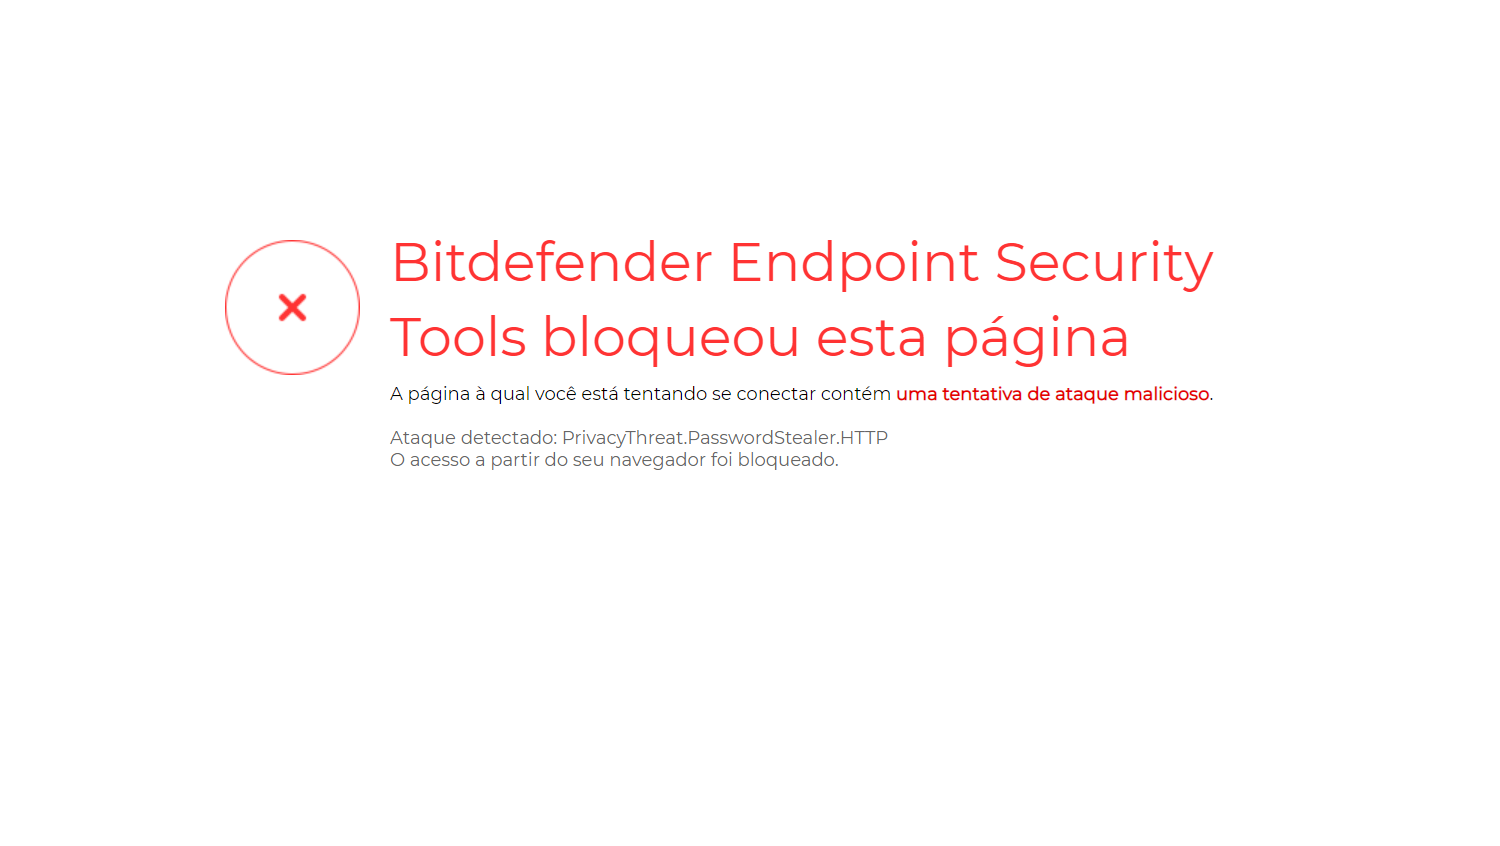 Bitdefender Endpoint Security
Tools bloqueou esta página
A página à qual você está tentando se conectar contém uma tentativa de ataque malicioso.
Ataque detectado: PrivacyThreat.PasswordStealer.HTTP
O acesso a partir do seu navegador foi bloqueado.